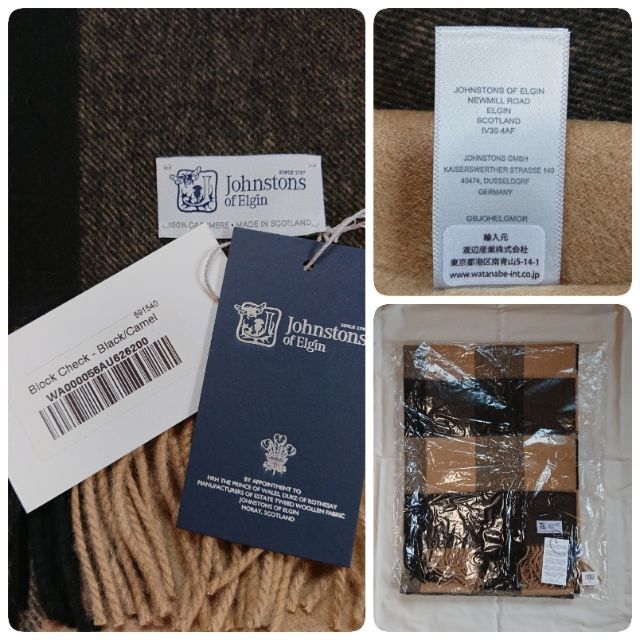 SINCE 1797
Johnstons
of Elgin
100% CASHMERE • MADE IN SCOTLAND
591540
Block Check - Black/Camel
WA000056AU626200
SINCE 1797
Johnstons
of Elgin
BY APPOINTMENT TO
HRH THE PRINCE OF WALES, DUKE OF ROTHESAY
MANUFACTURERS OF ESTATE TWEED WOOLLEN FABRIC
JOHNSTONS OF ELGIN
MORAY, SCOTLAND
JOHNSTONS OF ELGIN
NEWMILL ROAD
ELGIN
SCOTLAND
IV30 4AF
JOHNSTONS GMBH
KAISERSWERTHER STRASSE 140
40474, DUSSELDORF
GERMANY
GBJOHELGMOR
輸入元
渡辺産業株式会社
東京都港区南青山5-14-1
www.watanabe-int.co.jp